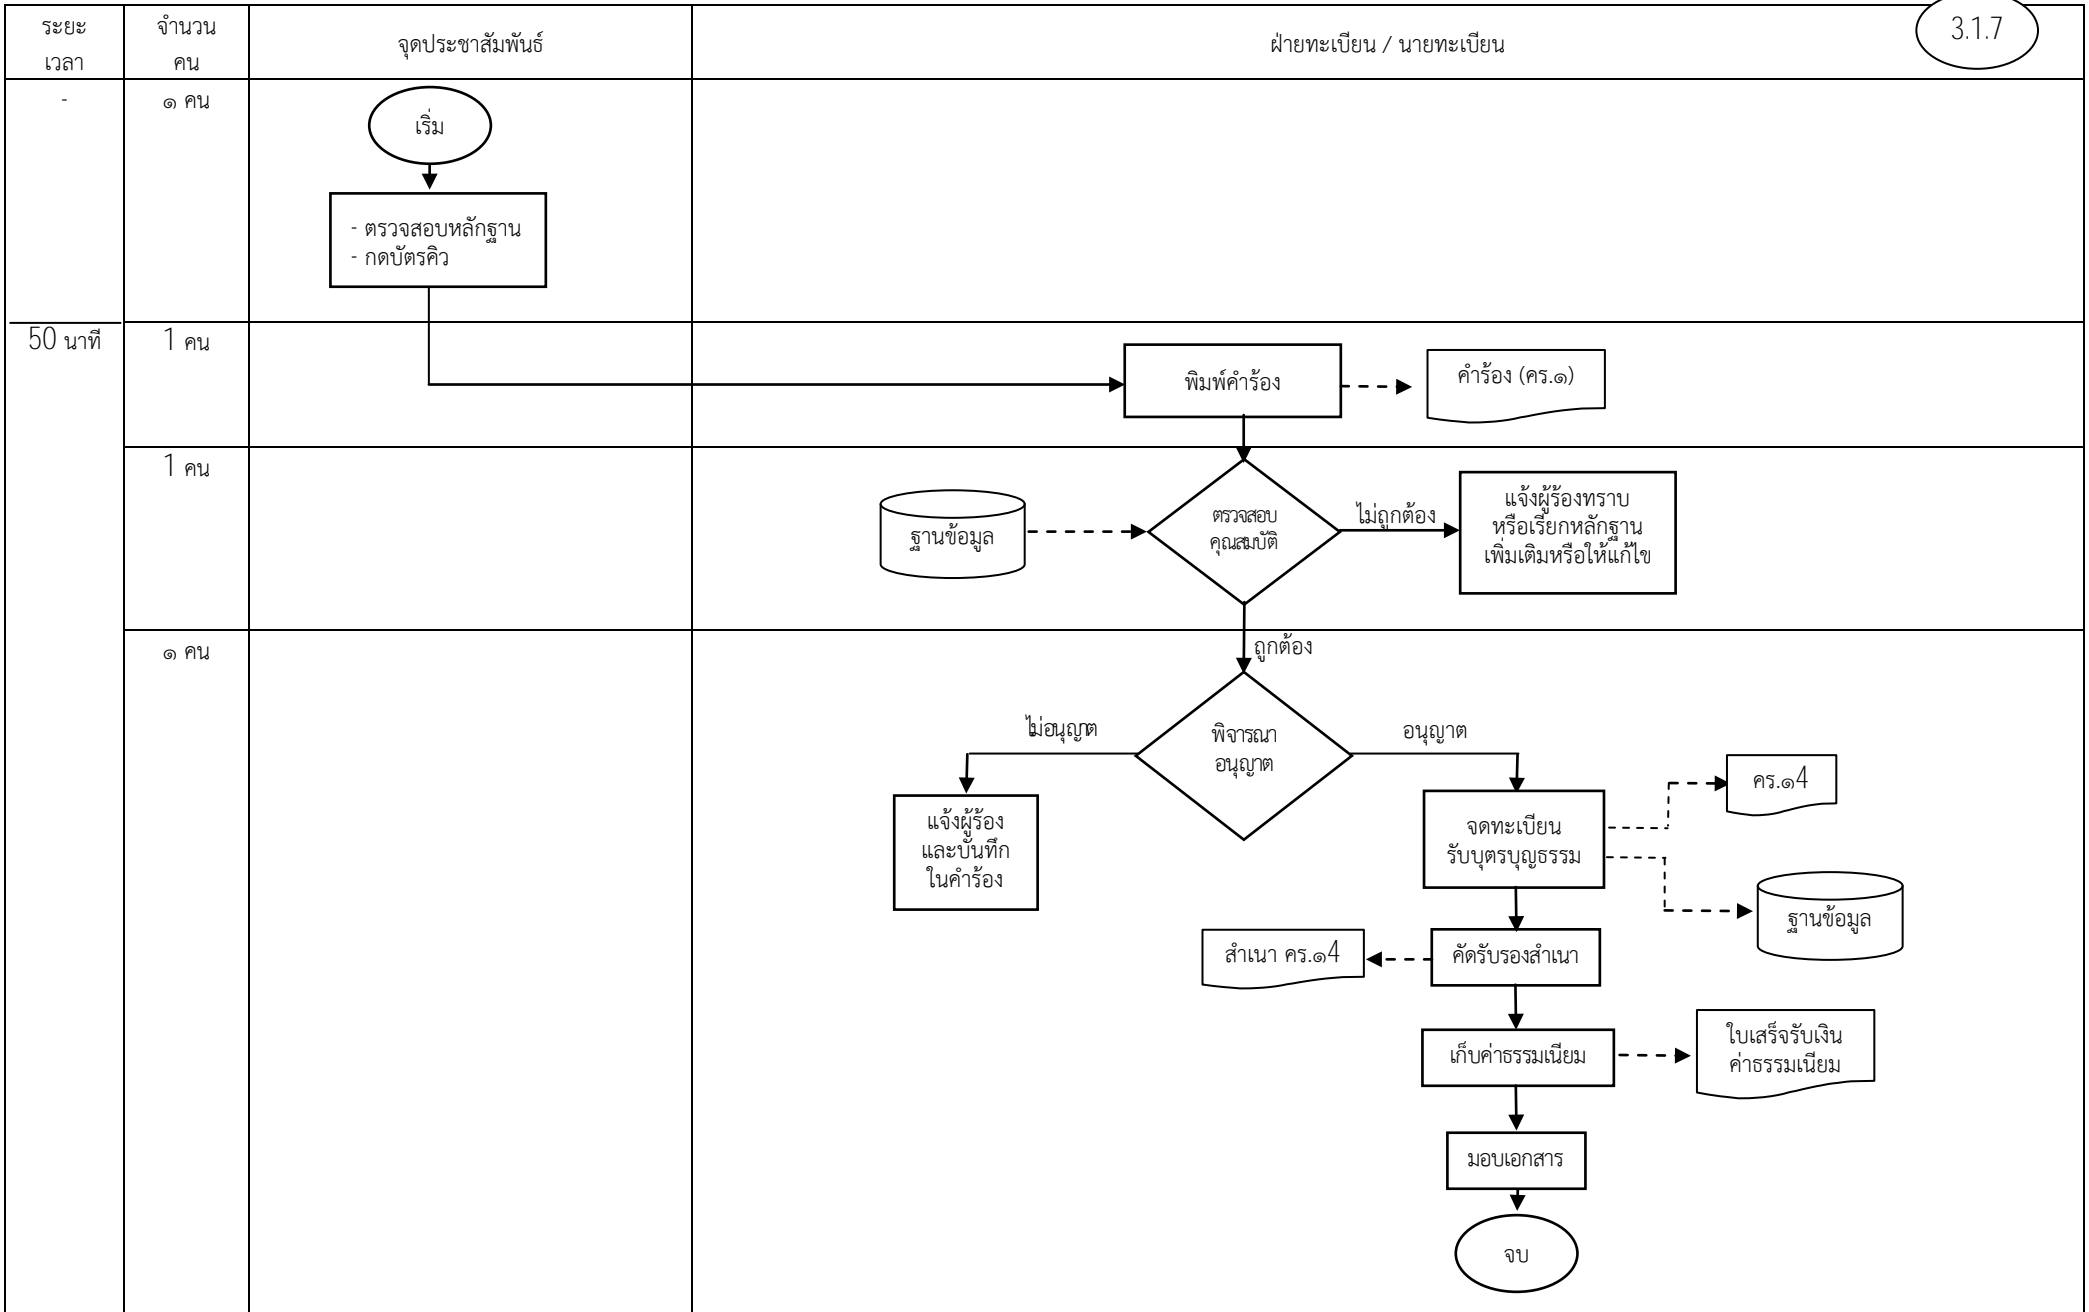 ระยะ
เวลา
จำนวน
คน
จุดประชาสัมพันธ์
ฝ่ายทะเบียน / นายทะเบียน
3.1.7
-
๑ คน
เริ่ม
- ตรวจสอบหลักฐาน
- กดบัตรคิว
50 นาที
1 คน
พิมพ์คำร้อง
คำร้อง (คร.๑)
1 คน
ฐานข้อมูล
ตรวจสอบ
คุณสมบัติ
ไม่ถูกต้อง
แจ้งผู้ร้องทราบ
หรือเรียกหลักฐาน
เพิ่มเติมหรือให้แก้ไข
๑ คน
ถูกต้อง
ไม่อนุญาต
พิจารณา
อนุญาต
อนุญาต
แจ้งผู้ร้อง
และบันทึก
ในคำร้อง
จดทะเบียน
รับบุตรบุญธรรม
คร.๑4
ฐานข้อมูล
สำเนา คร.๑4
คัดรับรองสำเนา
เก็บค่าธรรมเนียม
ใบเสร็จรับเงิน
ค่าธรรมเนียม
มอบเอกสาร
จบ